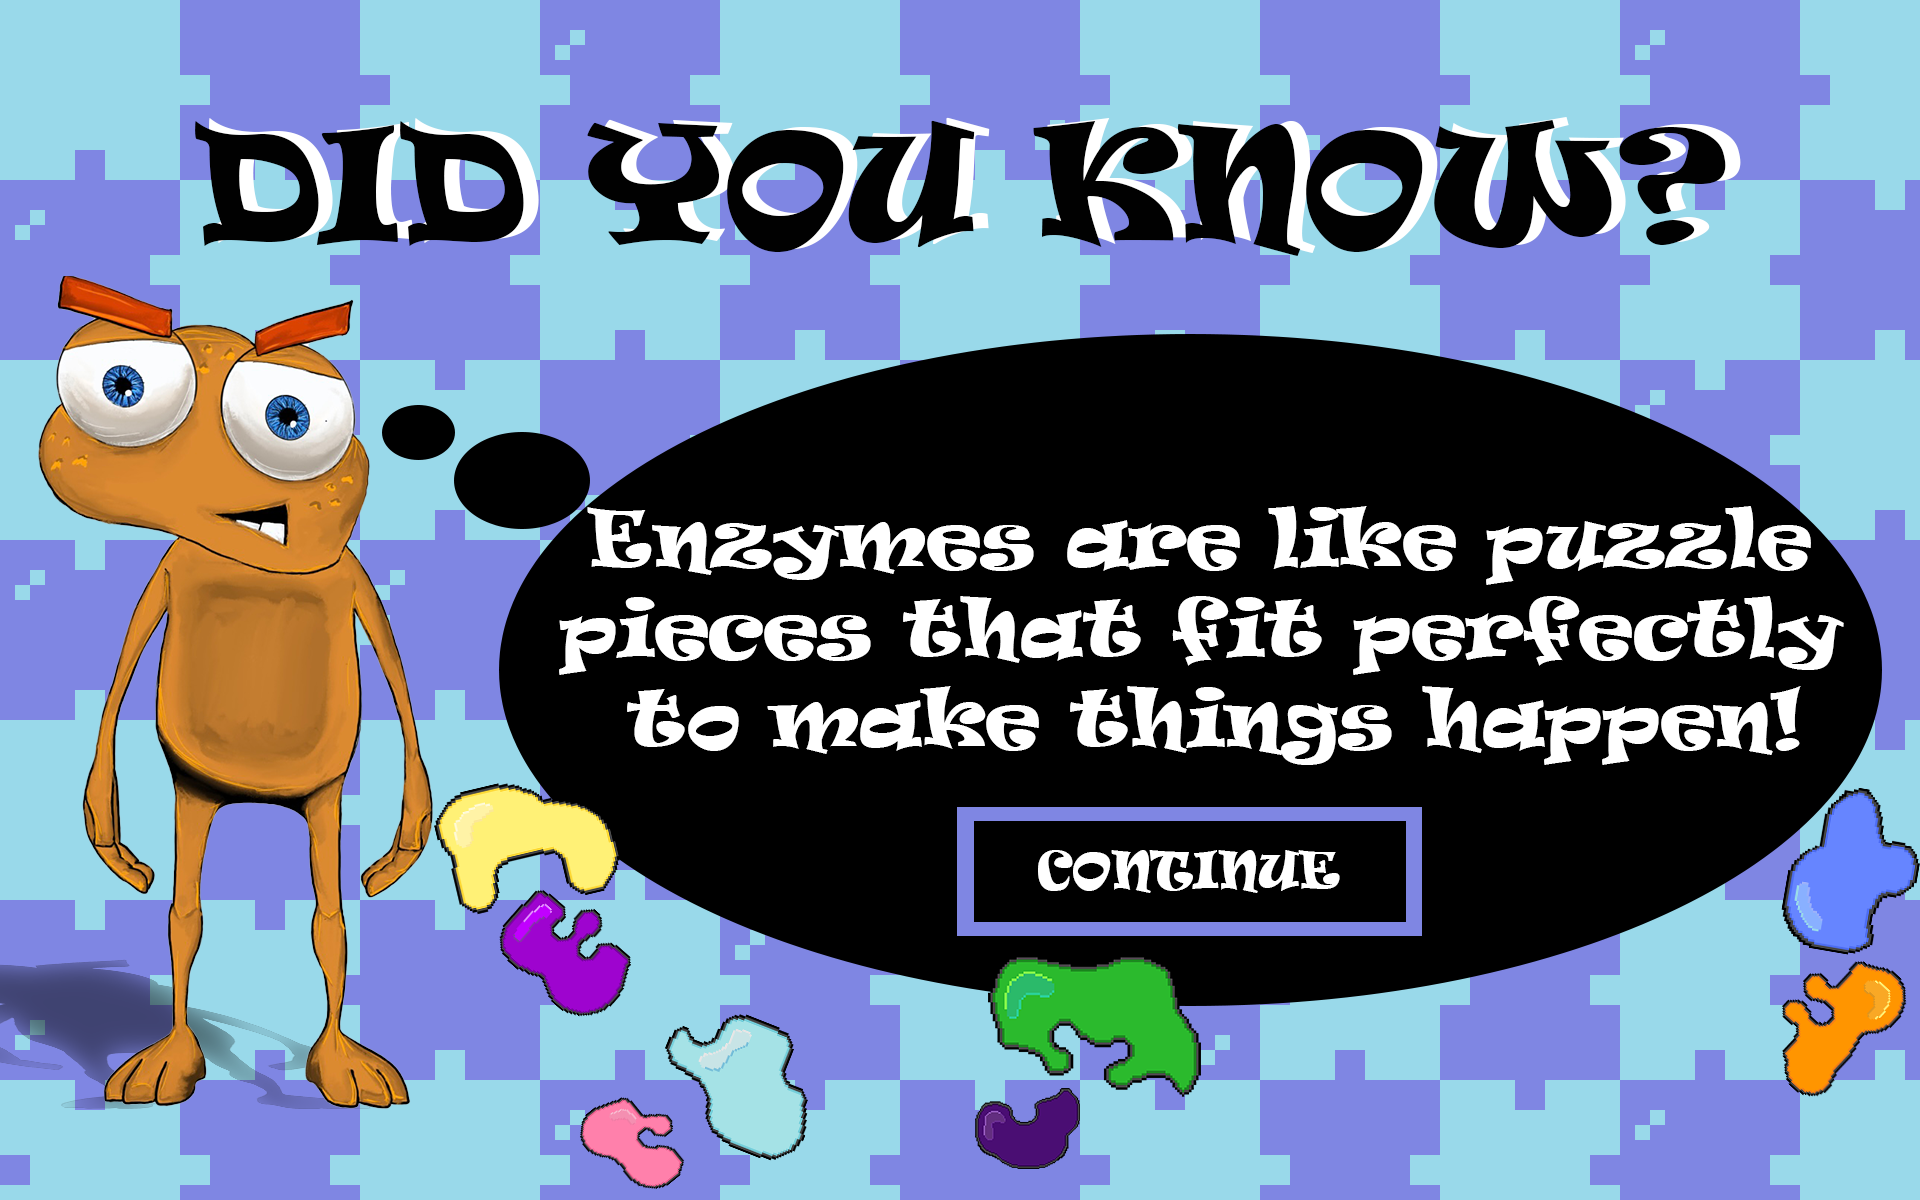 DID YOU KNOW?
Enzymes are like puzzle
pieces that fit perfectly
to make things happen!
CONTINUE